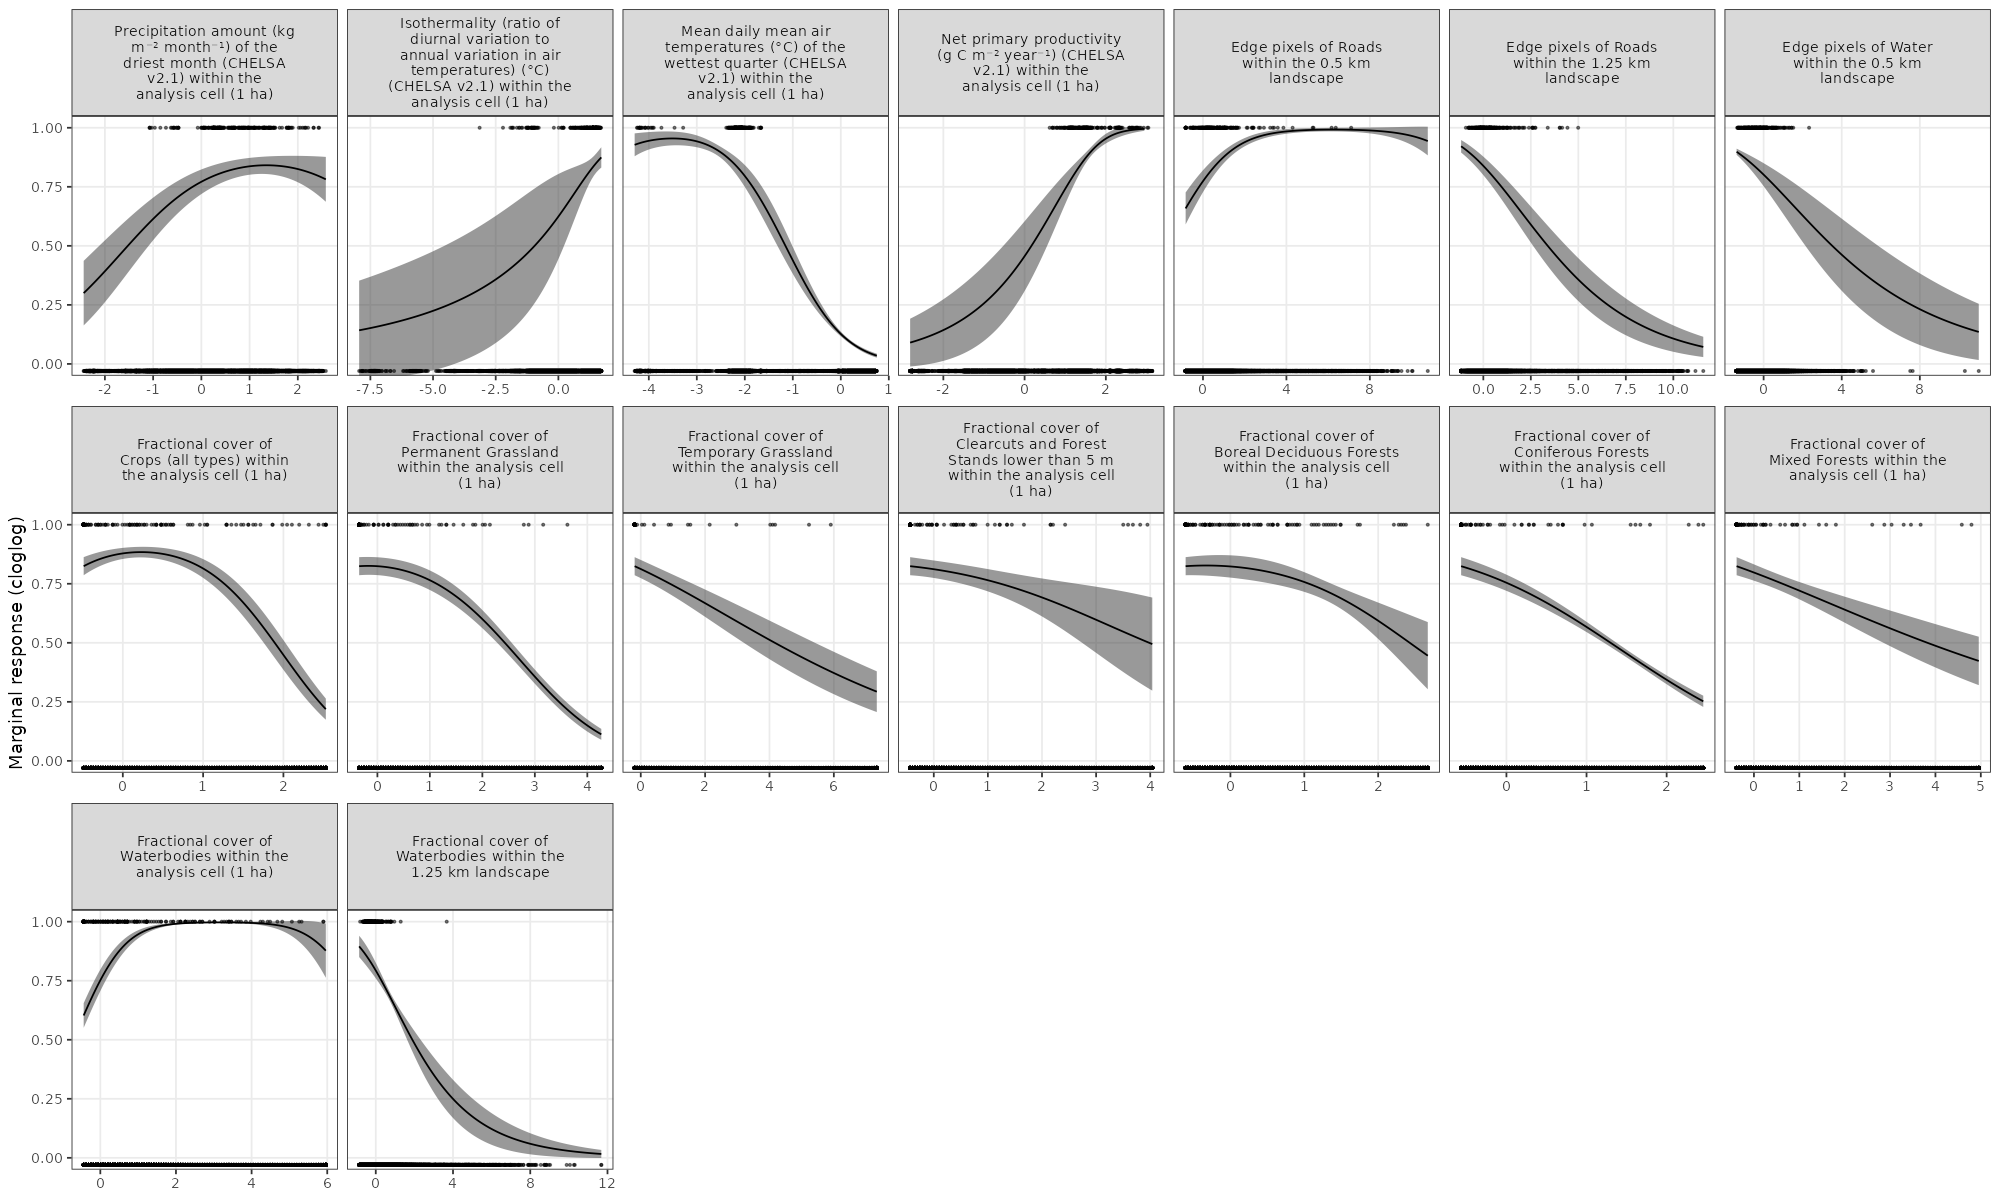 Precipitation amount (kg
m⁻² month⁻¹) of the
driest month (CHELSA
v2.1) within the
analysis cell (1 ha)
Isothermality (ratio of
diurnal variation to
annual variation in air
temperatures) (°C)
(CHELSA v2.1) within the
analysis cell (1 ha)
Mean daily mean air
temperatures (°C) of the
wettest quarter (CHELSA
v2.1) within the
analysis cell (1 ha)
Net primary productivity
(g C m⁻² year⁻¹) (CHELSA
v2.1) within the
analysis cell (1 ha)
Edge pixels of Roads
within the 0.5 km
landscape
Edge pixels of Roads
within the 1.25 km
landscape
Edge pixels of Water
within the 0.5 km
landscape
1.00
0.75
0.50
0.25
0.00
-2 -1 0 1 2
-7.5 -5.0 -2.5 0.0
-4 -3 -2 -1 0 1
-2 0 2
0 4 8
0.0 2.5 5.0 7.5 10.0
0 4 8
Marginal response (cloglog)
Fractional cover of
Crops (all types) within
the analysis cell (1 ha)
Fractional cover of
Permanent Grassland
within the analysis cell
(1 ha)
Fractional cover of
Temporary Grassland
within the analysis cell
(1 ha)
Fractional cover of
Clearcuts and Forest
Stands lower than 5 m
within the analysis cell
(1 ha)
Fractional cover of
Boreal Deciduous Forests
within the analysis cell
(1 ha)
Fractional cover of
Coniferous Forests
within the analysis cell
(1 ha)
Fractional cover of
Mixed Forests within the
analysis cell (1 ha)
1.00
0.75
0.50
0.25
0.00
0 1 2
0 1 2 3 4
0 2 4 6
0 1 2 3 4
0 1 2
0 1 2
0 1 2 3 4 5
Fractional cover of
Waterbodies within the
analysis cell (1 ha)
Fractional cover of
Waterbodies within the
1.25 km landscape
1.00
0.75
0.50
0.25
0.00
0 2 4 6
0 4 8 12